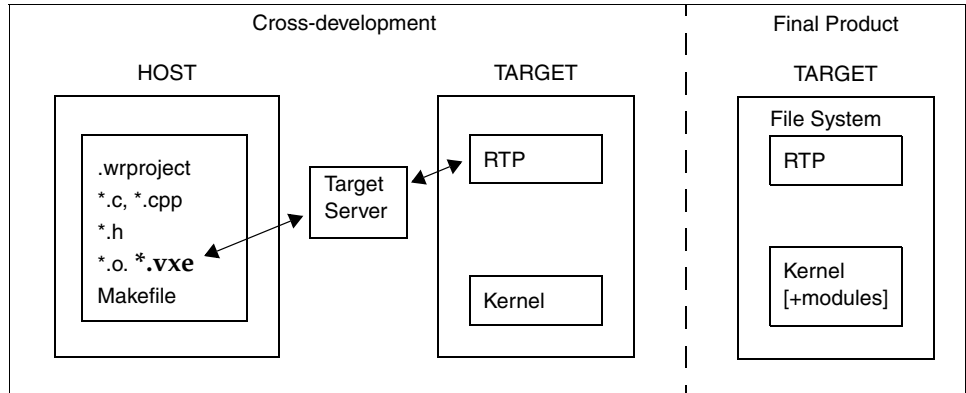 Cross-development
Final Product
HOST
TARGET
TARGET
.wrproject
*.c, *.cpp
*.h
*.o. *.vxe
Makefile
Target
Server
RTP
Kernel
File System
RTP
Kernel
[+modules]